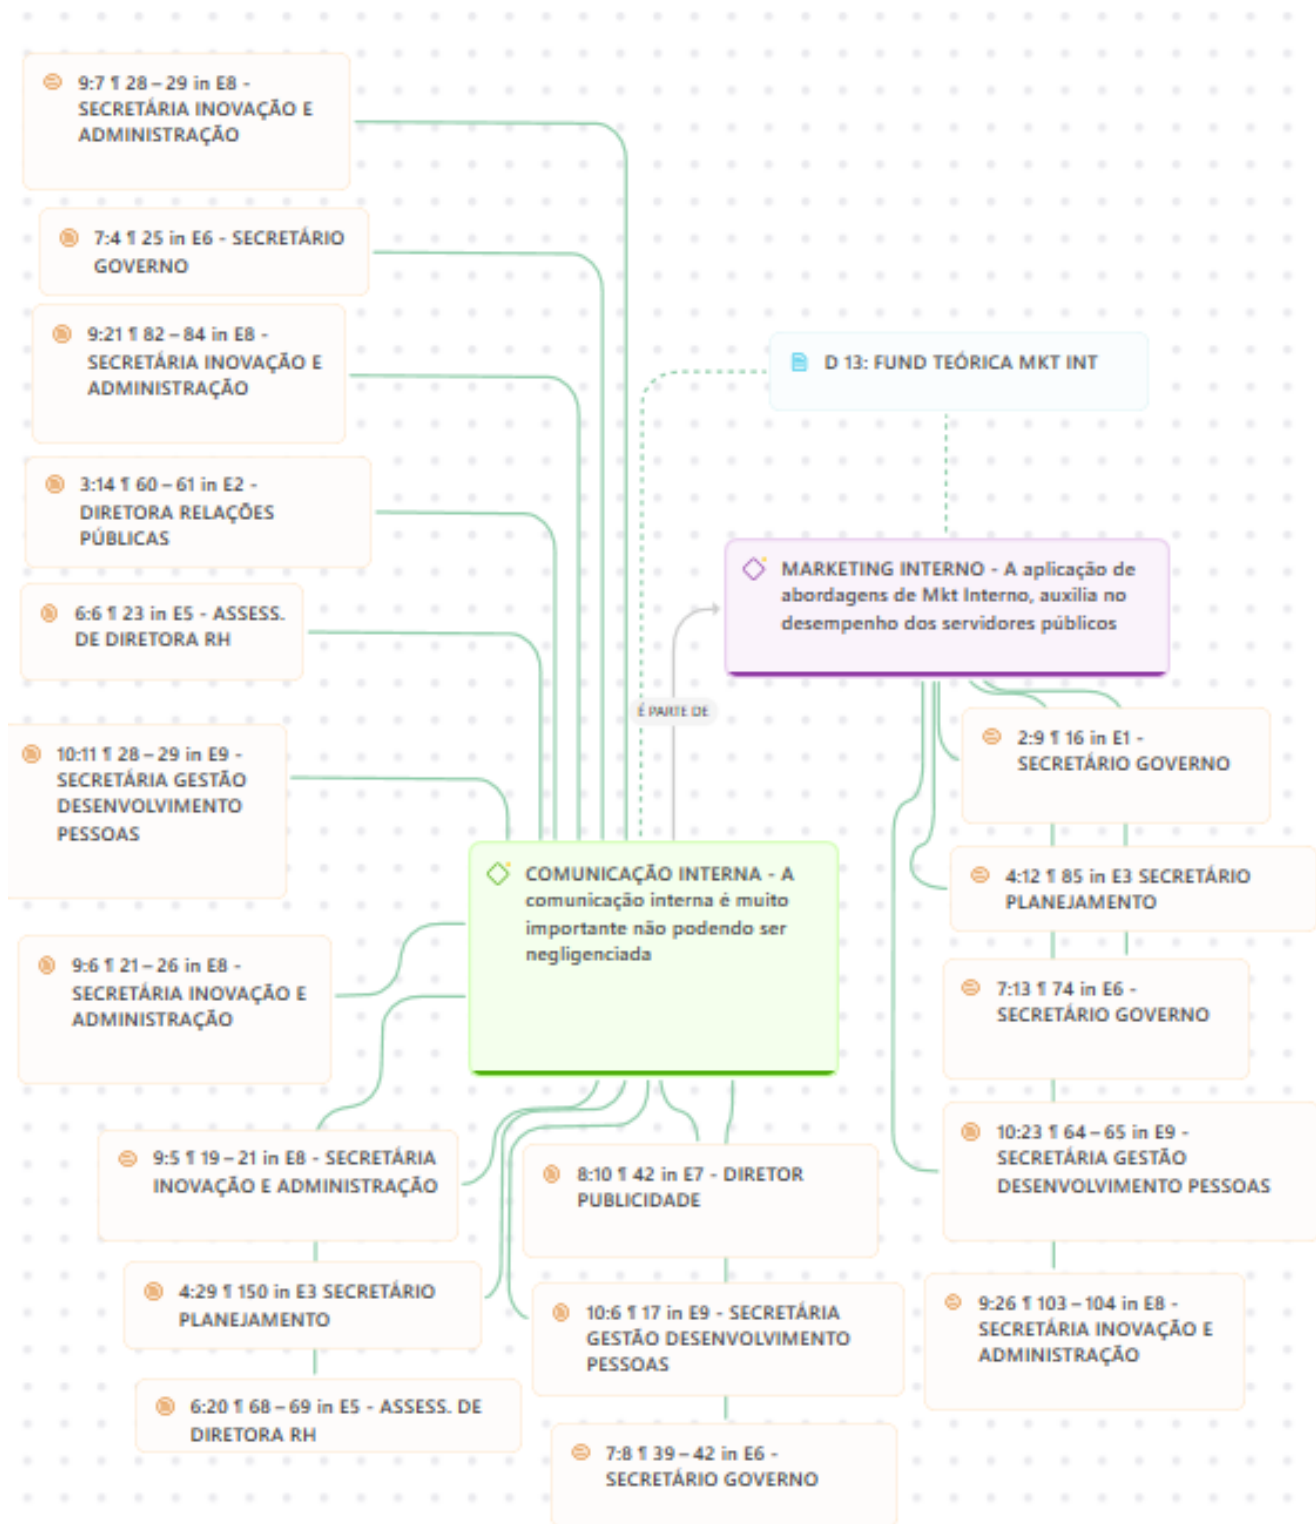 9:7 ¶ 28 – 29 in E8 -
SECRETÁRIA INOVAÇÃO E
ADMINISTRAÇÃO
7:4 ¶ 25 in E6 - SECRETÁRIO
GOVERNO
9:21 ¶ 82 – 84 in E8 -
SECRETÁRIA INOVAÇÃO E
ADMINISTRAÇÃO
D 13: FUND TEÓRICA MKT INT
3:14 ¶ 60 – 61 in E2 -
DIRETORA RELAÇÕES
PÚBLICAS
MARKETING INTERNO - A aplicação de
abordagens de Mkt Interno, auxilia no
desempenho dos servidores públicos
6:6 ¶ 23 in E5 - ASSESS.
DE DIRETORA RH
É PARTE DE
2:9 ¶ 16 in E1 -
SECRETÁRIO GOVERNO
10:11 ¶ 28 – 29 in E9 -
SECRETÁRIA GESTÃO
DESENVOLVIMENTO
PESSOAS
COMUNICAÇÃO INTERNA - A
comunicação interna é muito
importante não podendo ser
negligenciada
4:12 ¶ 85 in E3 SECRETÁRIO
PLANEJAMENTO
9:6 ¶ 21 – 26 in E8 -
SECRETÁRIA INOVAÇÃO E
ADMINISTRAÇÃO
7:13 ¶ 74 in E6 -
SECRETÁRIO GOVERNO
9:5 ¶ 19 – 21 in E8 - SECRETÁRIA
INOVAÇÃO E ADMINISTRAÇÃO
8:10 ¶ 42 in E7 - DIRETOR
PUBLICIDADE
10:23 ¶ 64 – 65 in E9 -
SECRETÁRIA GESTÃO
DESENVOLVIMENTO PESSOAS
4:29 ¶ 150 in E3 SECRETÁRIO
PLANEJAMENTO
10:6 ¶ 17 in E9 - SECRETÁRIA
GESTÃO DESENVOLVIMENTO
PESSOAS
9:26 ¶ 103 – 104 in E8 -
SECRETÁRIA INOVAÇÃO E
ADMINISTRAÇÃO
6:20 ¶ 68 – 69 in E5 - ASSESS. DE
DIRETORA RH
7:8 ¶ 39 – 42 in E6 -
SECRETÁRIO GOVERNO